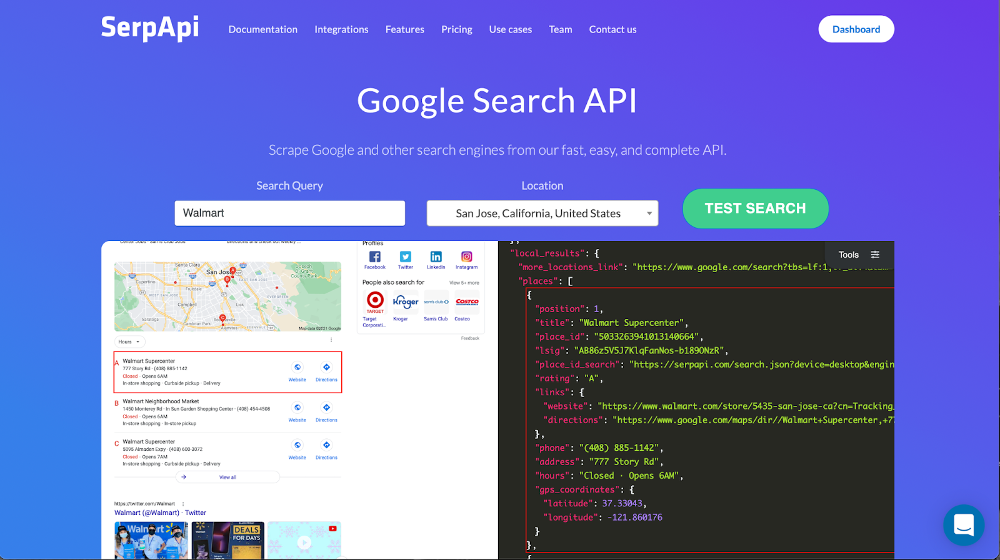 SerpApi
Documentation
Integrations
Features
Pricing
Use cases
Team
Contact us
Dashboard
Google Search API
Scrape Google and other search engines from our fast, easy, and complete API.
Search Query
Location
Walmart
San Jose, California, United States
TEST SEARCH
Santa Clara
San Jose
Cupertino
Fruitdale
WEST SAN JOSE
EAST SAN JOSE
Joseph
D. Grant
County Park
EVERGREEN
Campbell
Lick
Saratoga
Cambrian Park
Alamitos
EDENVALE
Map data ©2021 Google
Hours
A
Walmart Supercenter
777 Story Rd · (408) 885-1142
Closed · Opens 6AM
In-store shopping · Curbside pickup · Delivery
Website
Directions
B
Walmart Neighborhood Market
1450 Monterey Rd · In Sun Garden Shopping Center · (408) 454-4508
Closed · Opens 6AM
In-store shopping · In-store pickup
Website
Directions
C
Walmart Supercenter
5095 Almaden Expy · (408) 600-3072
Closed · Opens 7AM
In-store shopping · Curbside pickup · Delivery
Website
Directions
View all
https://twitter.com/Walmart
Walmart (@Walmart) · Twitter
Walmart
DEALS
FOR DAYS
Profiles
Facebook
Twitter
LinkedIn
Instagram
People also search for
View 5+ more
TARGET
Kroger
sam's club
COSTCO
Target
Corporati...
Kroger
Sam's Club
Costco
Feedback
Tools
},
"local_results": {
"more_locations_link": "https://www.google.com/search?tbs=lf:1,
"places": [
{
"position": 1,
"title": "Walmart Supercenter",
"place_id": "5033263941013140664",
"lsig": "AB86z5V5J7KlqFanNos-b189ONzR",
"place_id_search": "https://serpapi.com/search.json?device=desktop&engin
"rating": "A",
"links": {
"website": "https://www.walmart.com/store/5435-san-jose-ca?cn=Tracking_
"directions": "https://www.google.com/maps/dir//Walmart+Supercenter,+77
},
"phone": "(408) 885-1142",
"address": "777 Story Rd",
"hours": "Closed · Opens 6AM",
"gps_coordinates": {
"latitude": 37.33043,
"longitude": -121.860176
}
},
{